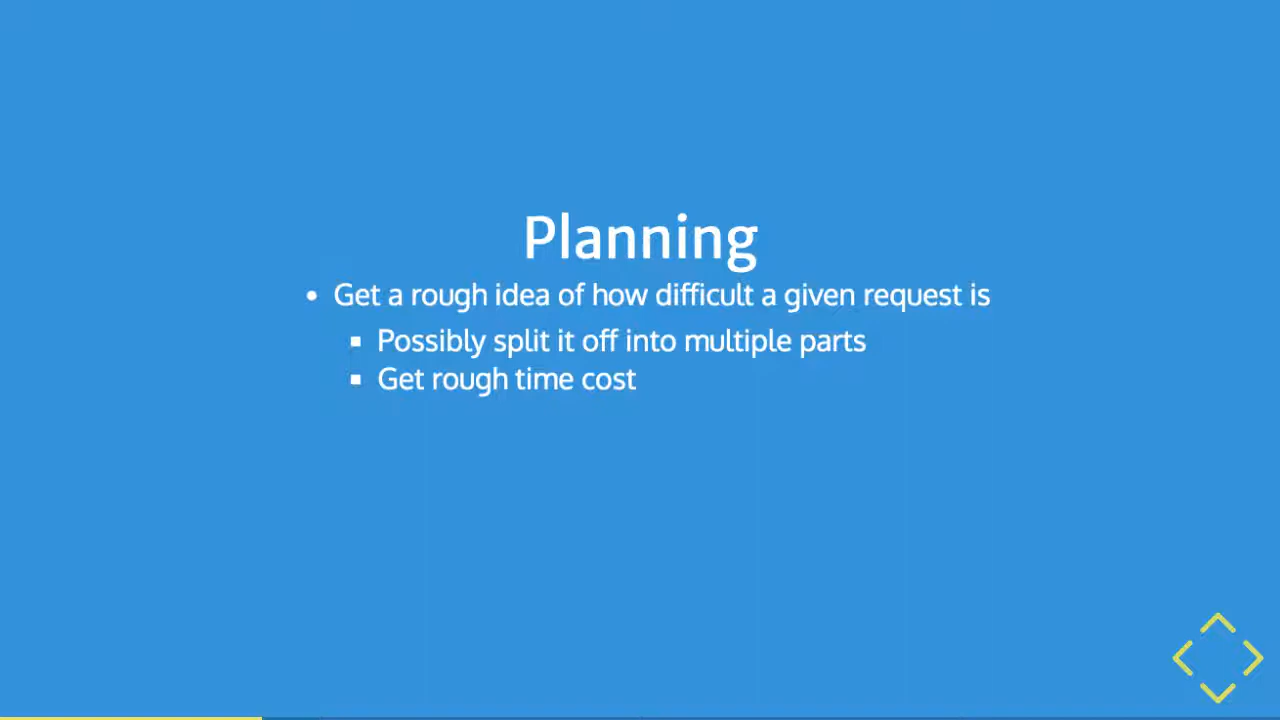 Planning
• Get a rough idea of how difficult a given request is
▪ Possibly split it off into multiple parts
▪ Get rough time cost